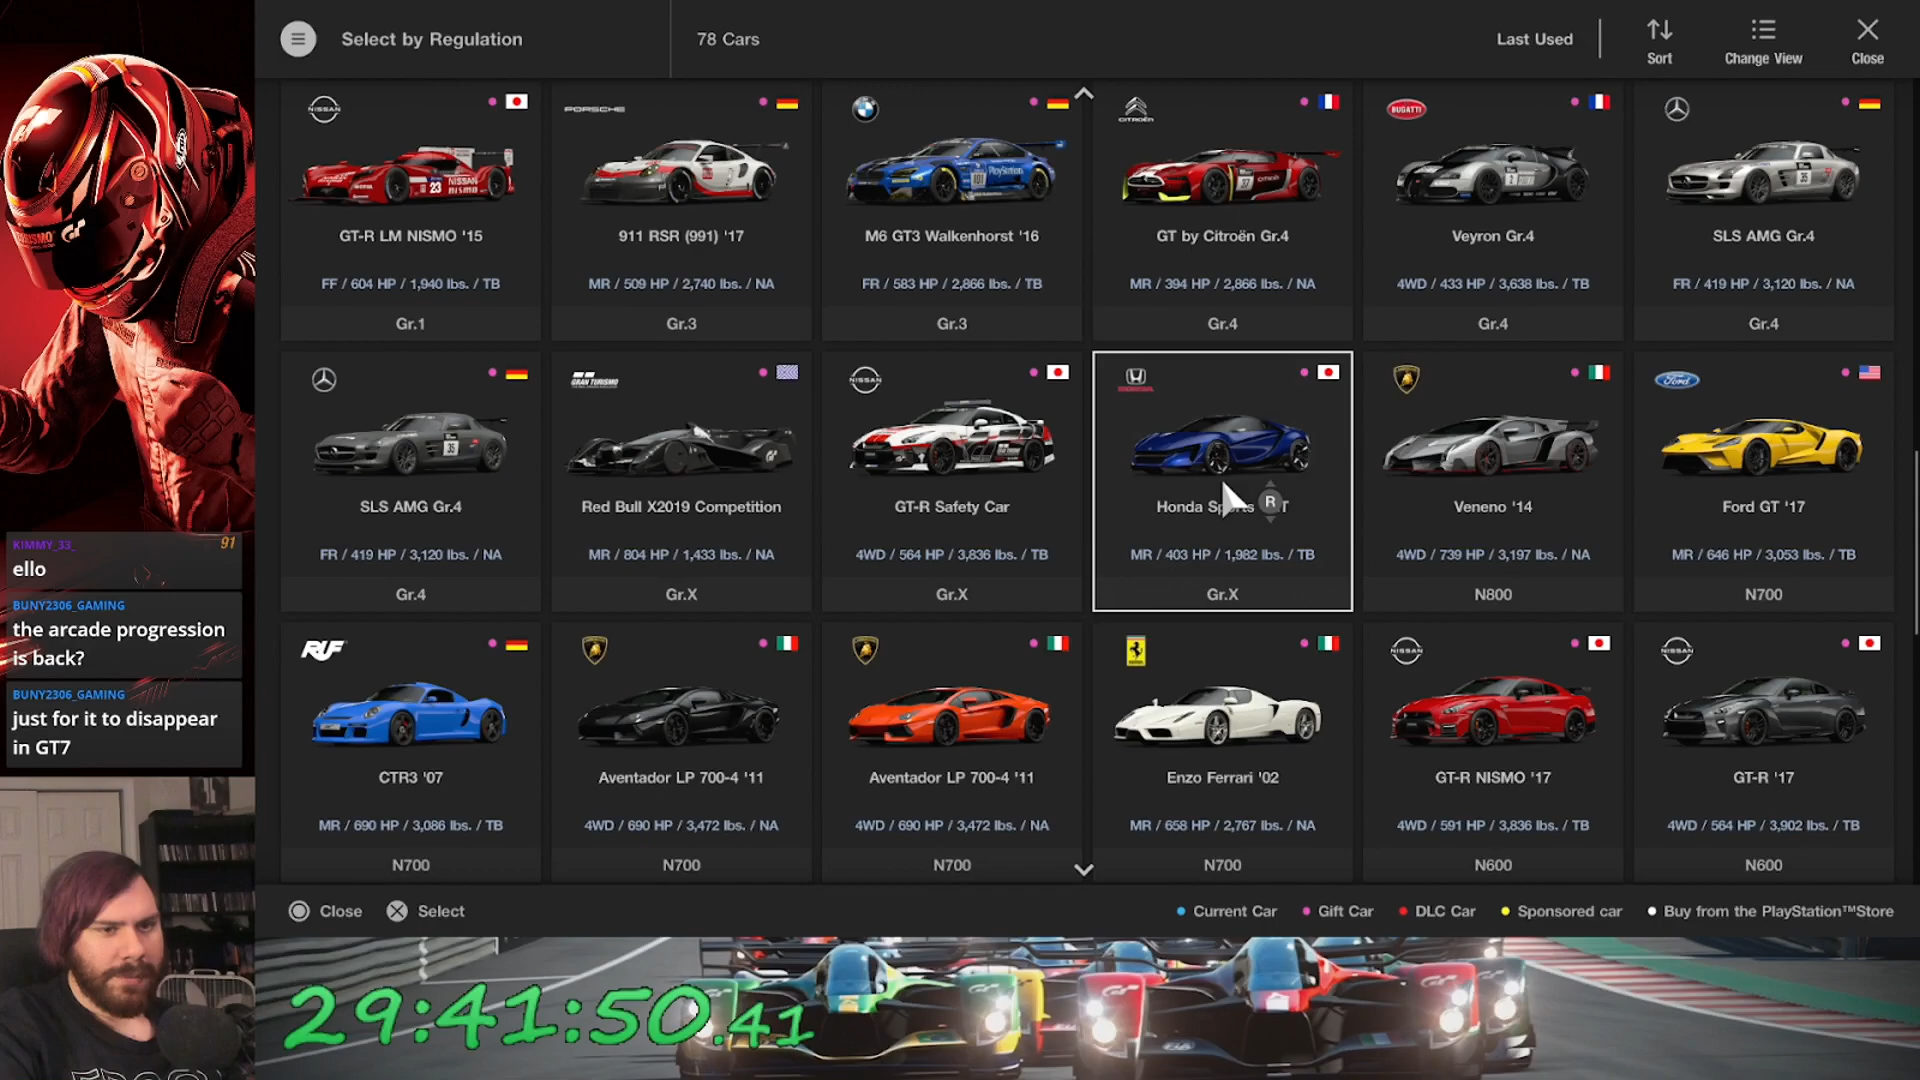 Select by Regulation
78 Cars
Last Used
Sort
Change View
Close
NISSAN
GT-R LM NISMO '15
FF / 604 HP / 1,940 lbs. / TB
Gr.1
PORSCHE
911 RSR (991) '17
MR / 509 HP / 2,740 lbs. / NA
Gr.3
M6 GT3 Walkenhorst '16
FR / 583 HP / 2,866 lbs. / TB
Gr.3
CITROËN
GT by Citroën Gr.4
MR / 394 HP / 2,866 lbs. / NA
Gr.4
BUGATTI
Veyron Gr.4
4WD / 433 HP / 3,638 lbs. / TB
Gr.4
SLS AMG Gr.4
FR / 419 HP / 3,120 lbs. / NA
Gr.4
SLS AMG Gr.4
FR / 419 HP / 3,120 lbs. / NA
Gr.4
GRAN TURISMO
Red Bull X2019 Competition
MR / 804 HP / 1,433 lbs. / NA
Gr.X
NISSAN
GT-R Safety Car
4WD / 564 HP / 3,836 lbs. / TB
Gr.X
HONDA
Honda
R
MR / 403 HP / 1,982 lbs. / TB
Gr.X
Veneno '14
4WD / 739 HP / 3,197 lbs. / NA
N800
Ford
Ford GT '17
MR / 646 HP / 3,053 lbs. / TB
N700
RUF
CTR3 '07
MR / 690 HP / 3,086 lbs. / TB
N700
Aventador LP 700-4 '11
4WD / 690 HP / 3,472 lbs. / NA
N700
Aventador LP 700-4 '11
4WD / 690 HP / 3,472 lbs. / NA
N700
Enzo Ferrari '02
MR / 658 HP / 2,767 lbs. / NA
N700
NISSAN
GT-R NISMO '17
4WD / 591 HP / 3,836 lbs. / TB
N600
NISSAN
GT-R '17
4WD / 564 HP / 3,902 lbs. / TB
N600
Close
Select
Current Car
Gift Car
DLC Car
Sponsored car
Buy from the PlayStation™Store
KIMMY_33_
91
ello
BUNY2306_GAMING
the arcade progression
is back?
BUNY2306_GAMING
just for it to disappear
in GT7
29:41:50.41